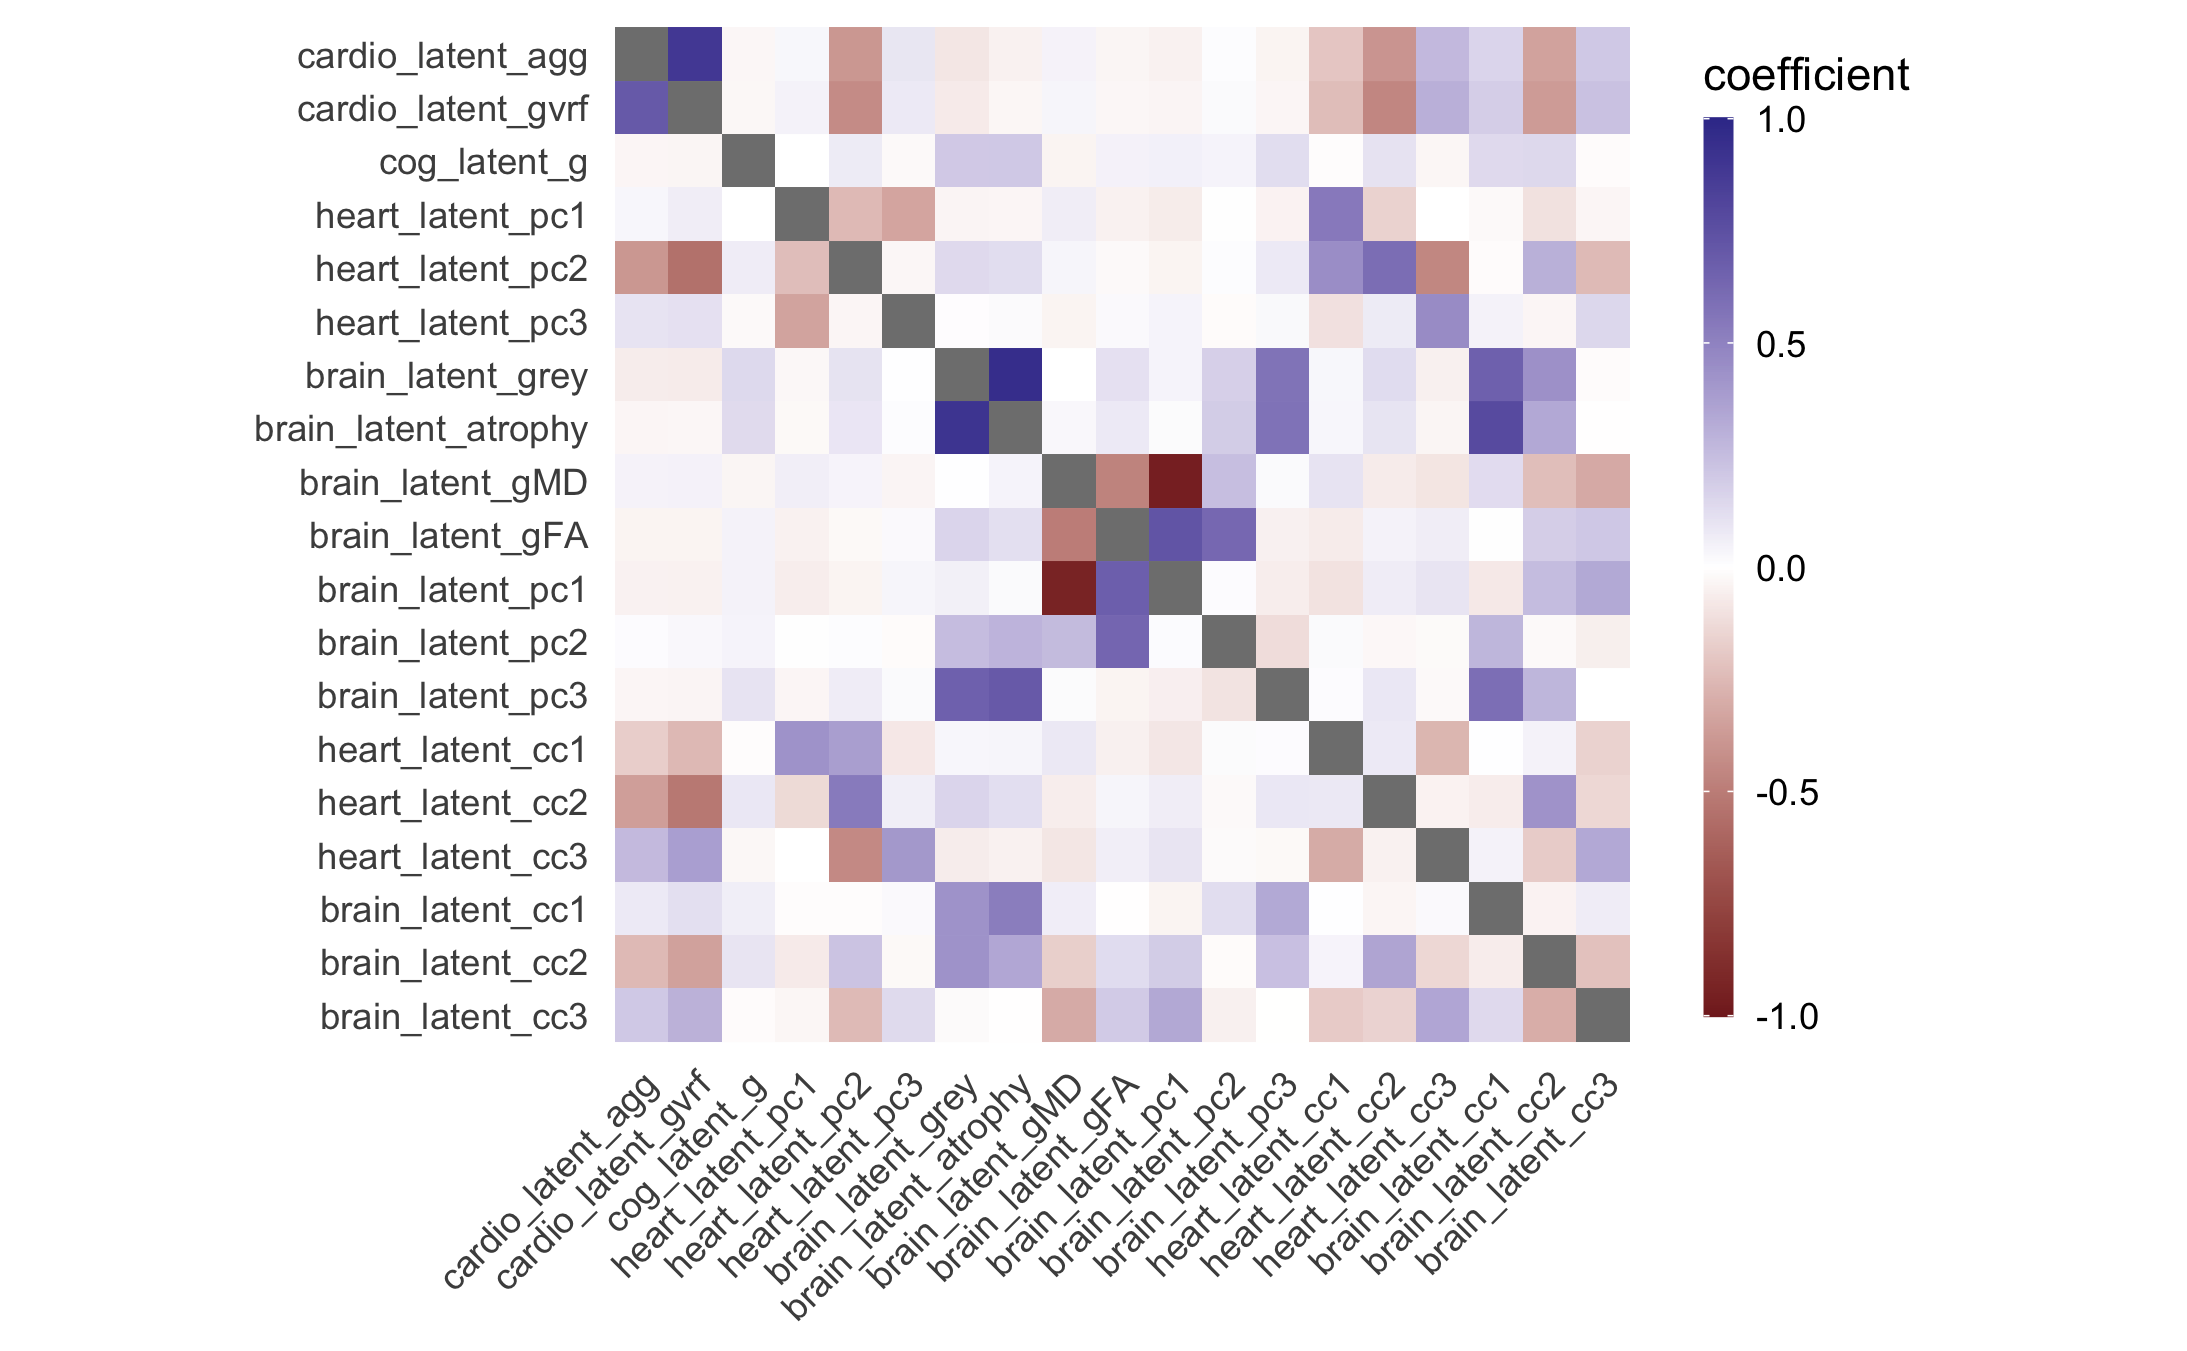 cardio_latent_agg
cardio_latent_gvrf
cog_latent_g
heart_latent_pc1
heart_latent_pc2
heart_latent_pc3
brain_latent_grey
brain_latent_atrophy
brain_latent_gMD
brain_latent_gFA
brain_latent_pc1
brain_latent_pc2
brain_latent_pc3
heart_latent_cc1
heart_latent_cc2
heart_latent_cc3
brain_latent_cc1
brain_latent_cc2
brain_latent_cc3
cardio_latent_agg
cardio_latent_gvrf
cog_latent_g
heart_latent_pc1
heart_latent_pc2
heart_latent_pc3
brain_latent_grey
brain_latent_atrophy
brain_latent_gMD
brain_latent_gFA
brain_latent_pc1
brain_latent_pc2
brain_latent_pc3
heart_latent_cc1
heart_latent_cc2
heart_latent_cc3
brain_latent_cc1
brain_latent_cc2
brain_latent_cc3
coefficient
1.0
0.5
0.0
-0.5
-1.0